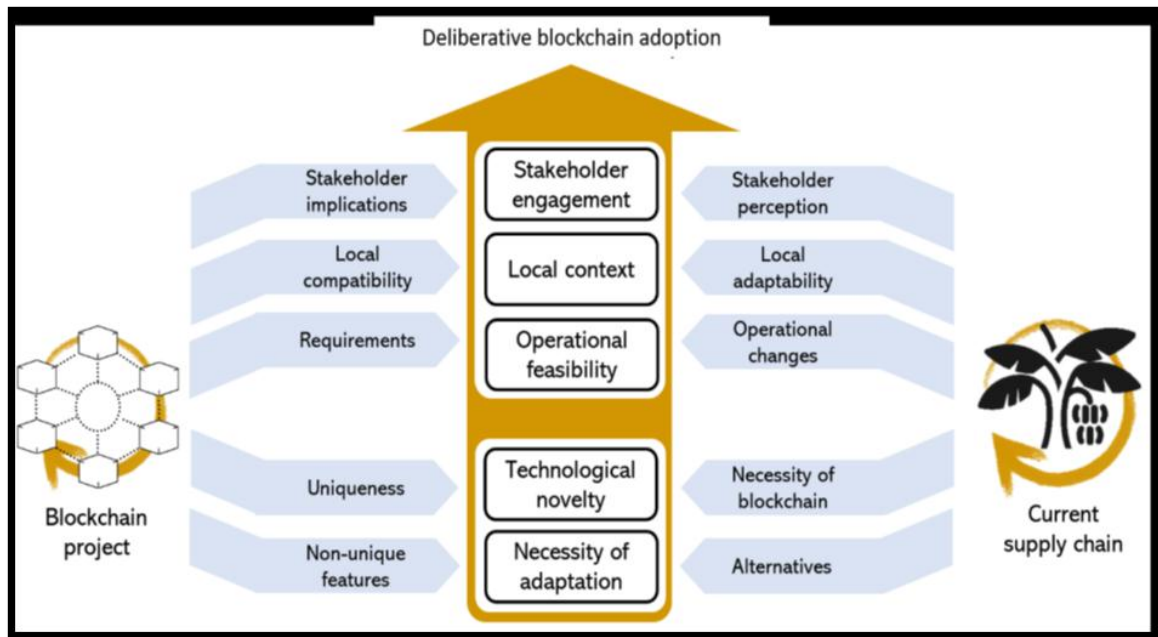 Deliberative blockchain adoption
Stakeholder
implications
Stakeholder
engagement
Stakeholder
perception
Local
compatibility
Local context
Local
adaptability
Requirements
Operational
feasibility
Operational
changes
Uniqueness
Technological
novelty
Necessity of
blockchain
Non-unique
features
Necessity of
adaptation
Alternatives
Blockchain
project
Current
supply chain